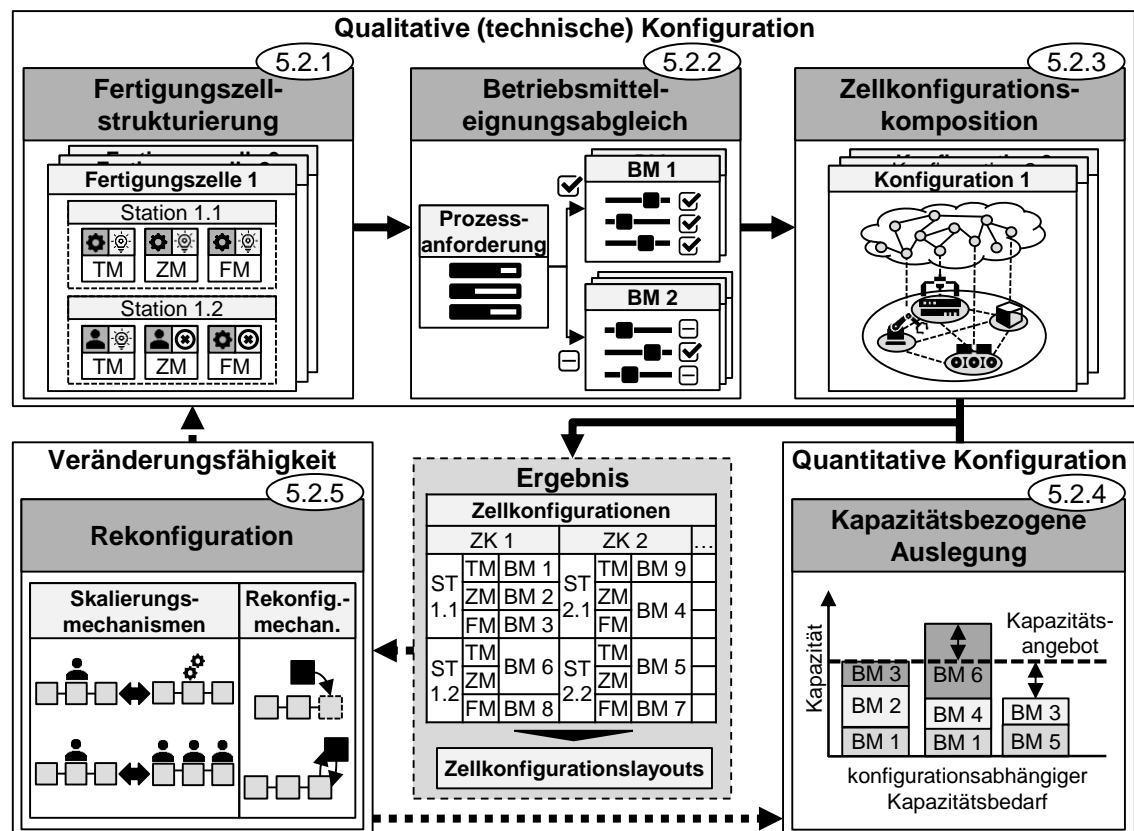 Qualitative (technische) Konfiguration
5.2.1
Fertigungszell-
strukturierung
Fertigungszelle 1
Station 1.1
TM ZM FM
Station 1.2
TM ZM FM
5.2.2
Betriebsmittel-
eignungsabgleich
Prozess-
anforderung
BM 1
BM 2
5.2.3
Zellkonfigurations-
komposition
Konfiguration 1
Veränderungsfähigkeit
5.2.5
Rekonfiguration
Skalierungs-
mechanismen
Rekonfig.-
mechan.
Ergebnis
Zellkonfigurationen
ZK 1 ZK 2 ...
ST 1.1 TM BM 1 ST 2.1 TM BM 9
ZM BM 2 ZM BM 4
FM BM 3 FM
ST 1.2 TM BM 6 ST 2.2 TM BM 5
ZM ZM
FM BM 8 FM BM 7
Zellkonfigurationslayouts
Quantitative Konfiguration
5.2.4
Kapazitätsbezogene
Auslegung
Kapazität
Kapazitäts-
angebot
BM 3 BM 6
BM 2 BM 4 BM 3
BM 1 BM 1 BM 5
konfigurationsabhängiger
Kapazitätsbedarf